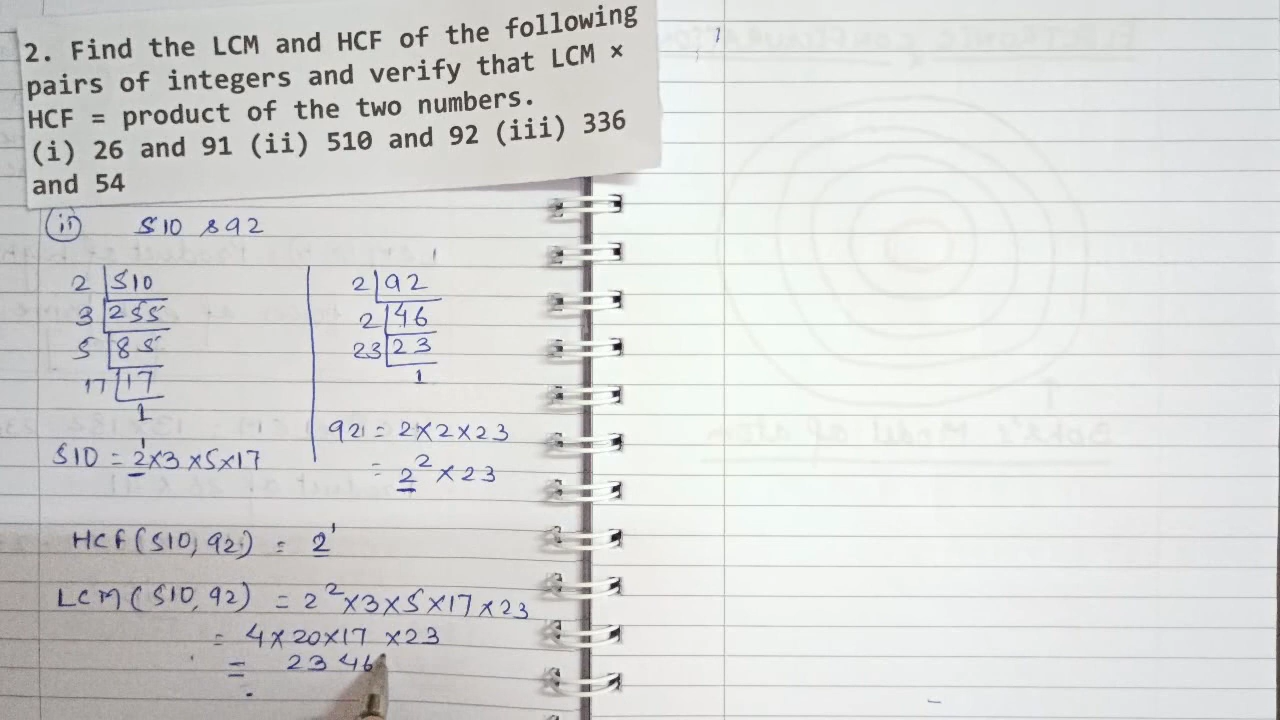 2. Find the LCM and HCF of the following
pairs of integers and verify that LCM ×
HCF = product of the two numbers.
(i) 26 and 91 (ii) 510 and 92 (iii) 336
and 54
(ii) 510 & 92
2 510
3 255
5 85
17 17
1
510 = 2¹×3×5×17
2 92
2 46
23 23
1
92 = 2×2×23
= 2²×23
HCF(510, 92) = 2¹
LCM(510, 92) = 2²×3×5×17×23
= 4×20×17×23
= 2346